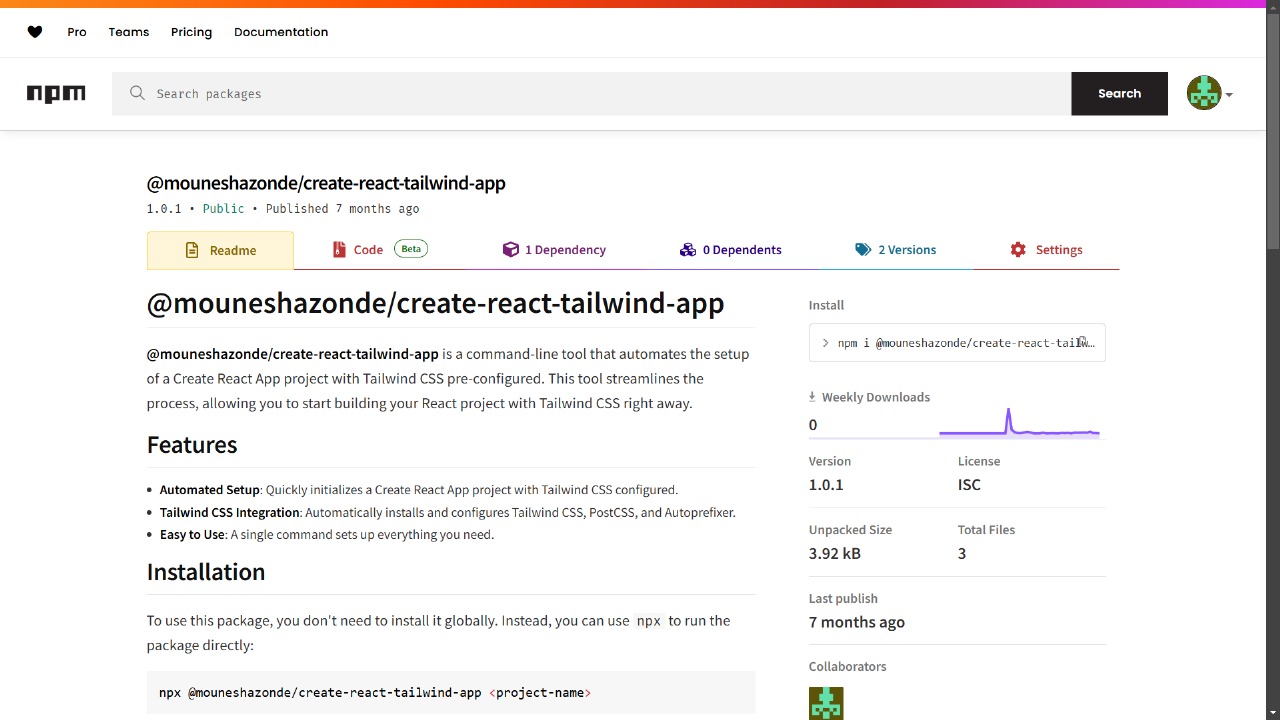 Pro Teams Pricing Documentation
npm
Search packages
Search
@mouneshazonde/create-react-tailwind-app
1.0.1 • Public • Published 7 months ago
Readme Code Beta 1 Dependency 0 Dependents 2 Versions Settings
@mouneshazonde/create-react-tailwind-app
@mouneshazonde/create-react-tailwind-app is a command-line tool that automates the setup
of a Create React App project with Tailwind CSS pre-configured. This tool streamlines the
process, allowing you to start building your React project with Tailwind CSS right away.
Features
• Automated Setup: Quickly initializes a Create React App project with Tailwind CSS configured.
• Tailwind CSS Integration: Automatically installs and configures Tailwind CSS, PostCSS, and Autoprefixer.
• Easy to Use: A single command sets up everything you need.
Installation
To use this package, you don't need to install it globally. Instead, you can use npx to run the
package directly:
npx @mouneshazonde/create-react-tailwind-app <project-name>
Install
npm i @mouneshazonde/create-react-tailw…
Weekly Downloads
0
Version License
1.0.1 ISC
Unpacked Size Total Files
3.92 kB 3
Last publish
7 months ago
Collaborators